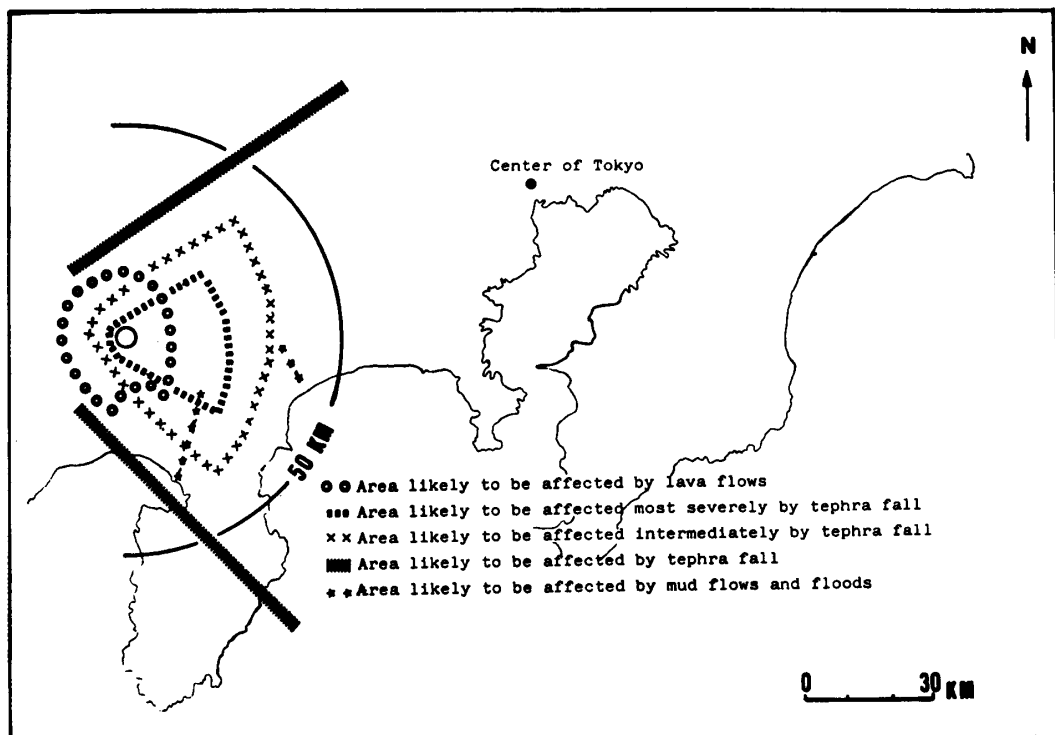 N
Center of Tokyo
50 KM
Area likely to be affected by lava flows
Area likely to be affected most severely by tephra fall
Area likely to be affected intermediately by tephra fall
Area likely to be affected by tephra fall
Area likely to be affected by mud flows and floods
0 30 KM